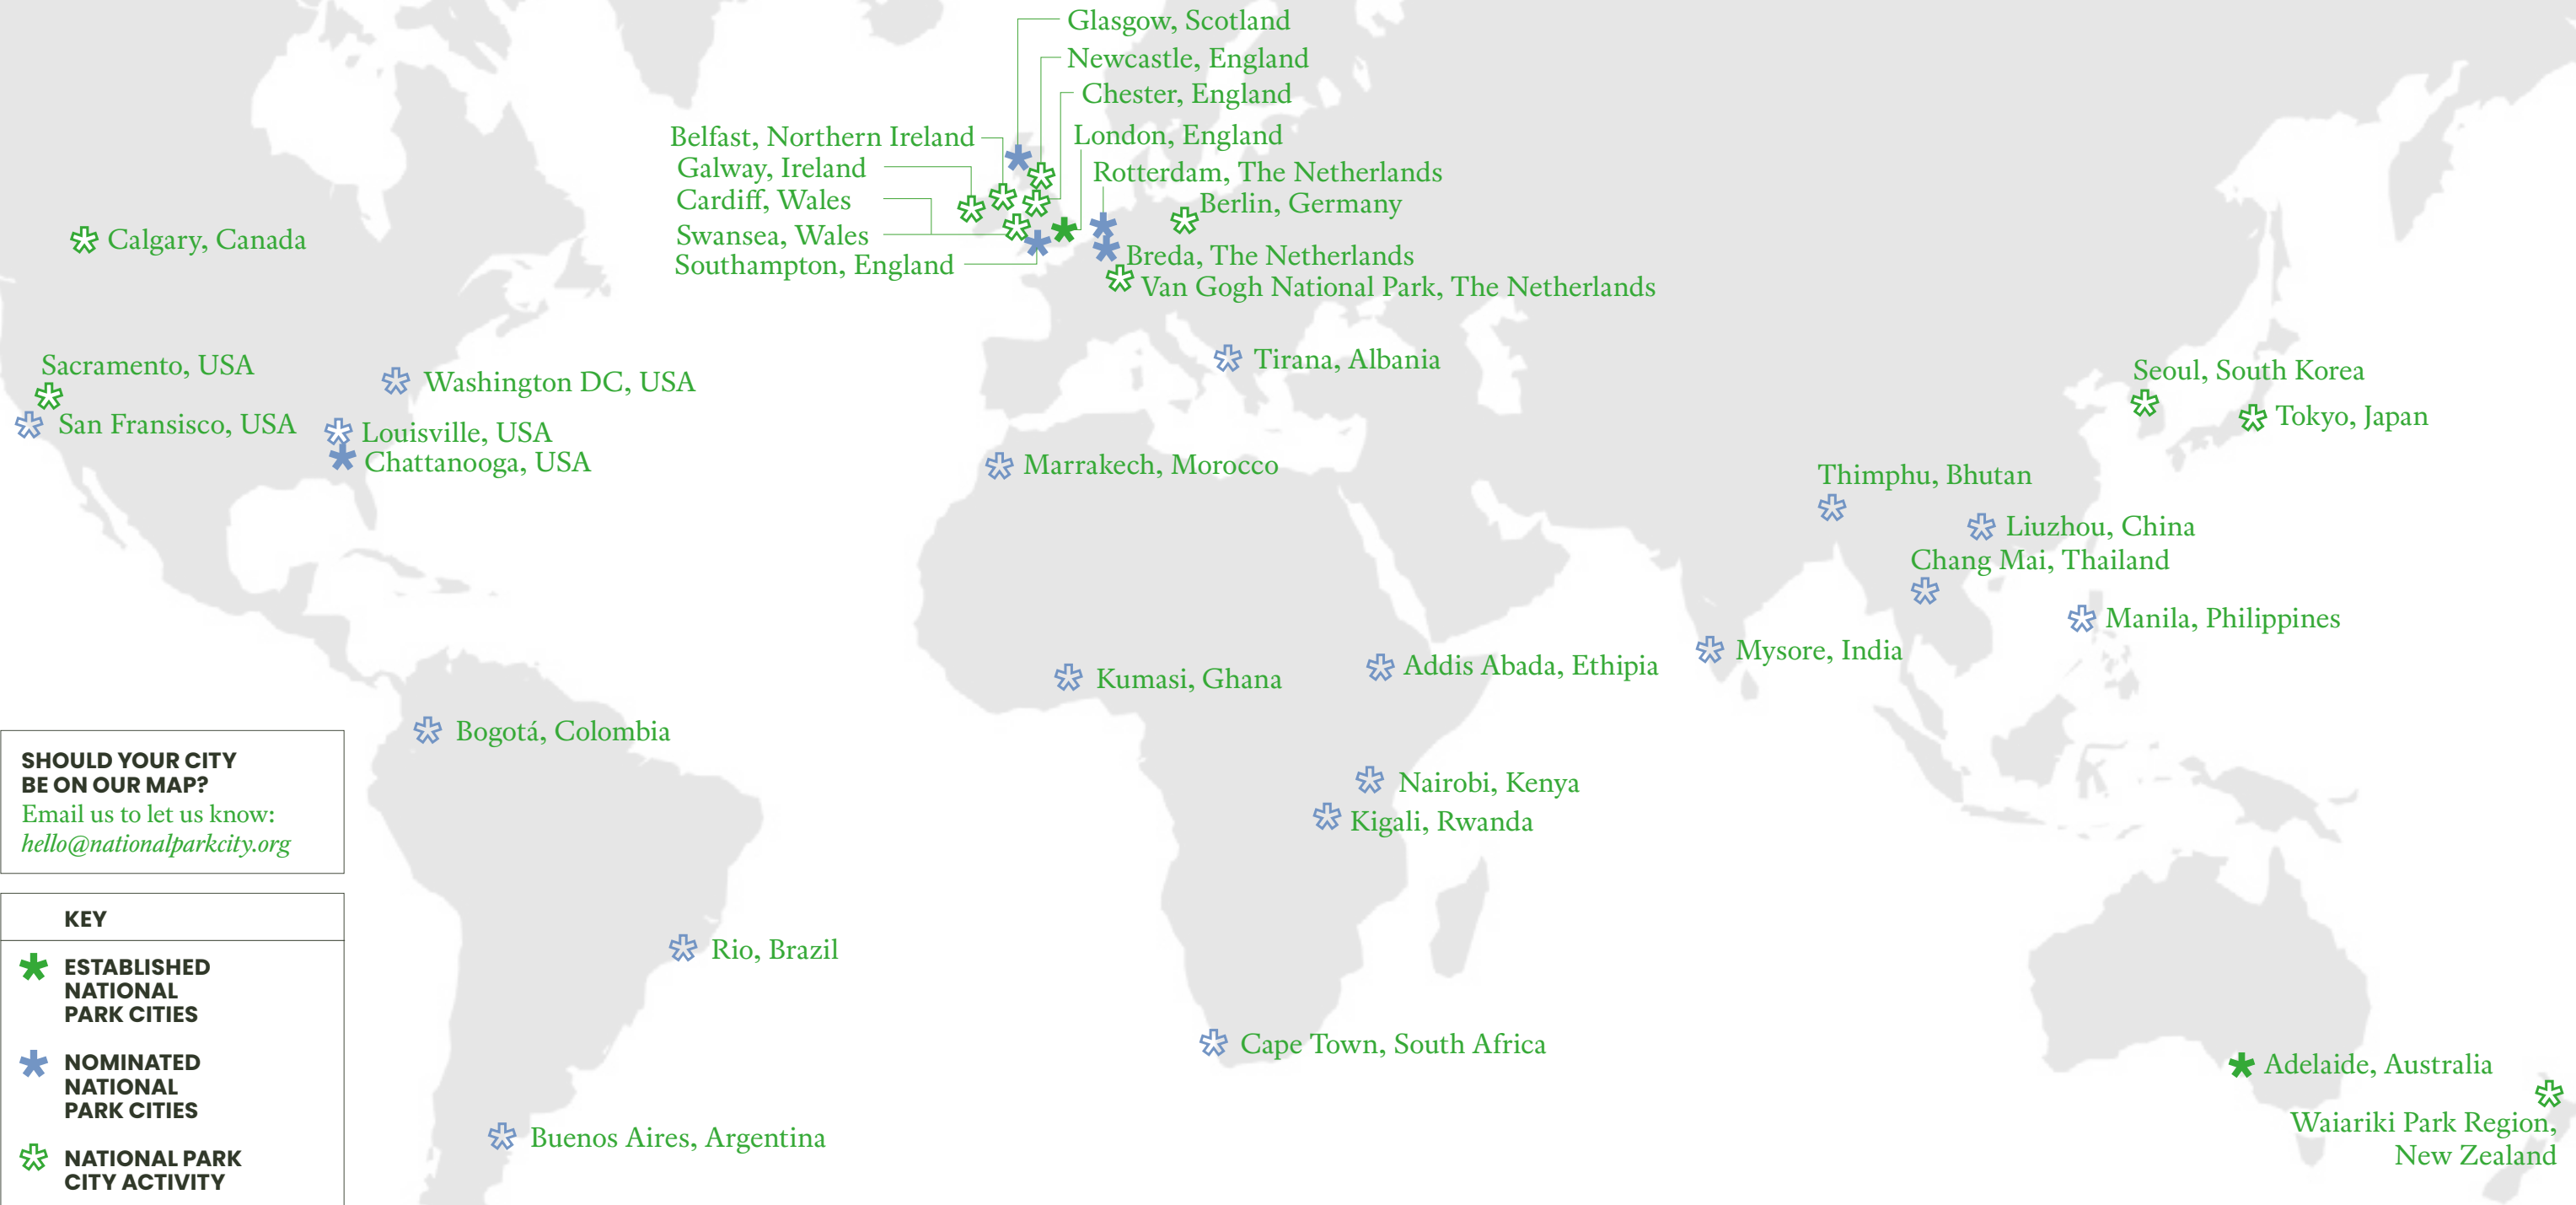 Glasgow, Scotland
Newcastle, England
Chester, England
London, England
Belfast, Northern Ireland
Galway, Ireland
Cardiff, Wales
Swansea, Wales
Southampton, England
Rotterdam, The Netherlands
Berlin, Germany
Breda, The Netherlands
Van Gogh National Park, The Netherlands
Calgary, Canada
Sacramento, USA
San Fransisco, USA
Washington DC, USA
Louisville, USA
Chattanooga, USA
Tirana, Albania
Marrakech, Morocco
Seoul, South Korea
Tokyo, Japan
Thimphu, Bhutan
Liuzhou, China
Chang Mai, Thailand
Manila, Philippines
Mysore, India
Kumasi, Ghana
Addis Abada, Ethipia
Bogotá, Colombia
Nairobi, Kenya
Kigali, Rwanda
Rio, Brazil
Cape Town, South Africa
Buenos Aires, Argentina
Adelaide, Australia
Waiariki Park Region,
New Zealand
SHOULD YOUR CITY
BE ON OUR MAP?
Email us to let us know:
hello@nationalparkcity.org
KEY
ESTABLISHED
NATIONAL
PARK CITIES
NOMINATED
NATIONAL
PARK CITIES
NATIONAL PARK
CITY ACTIVITY